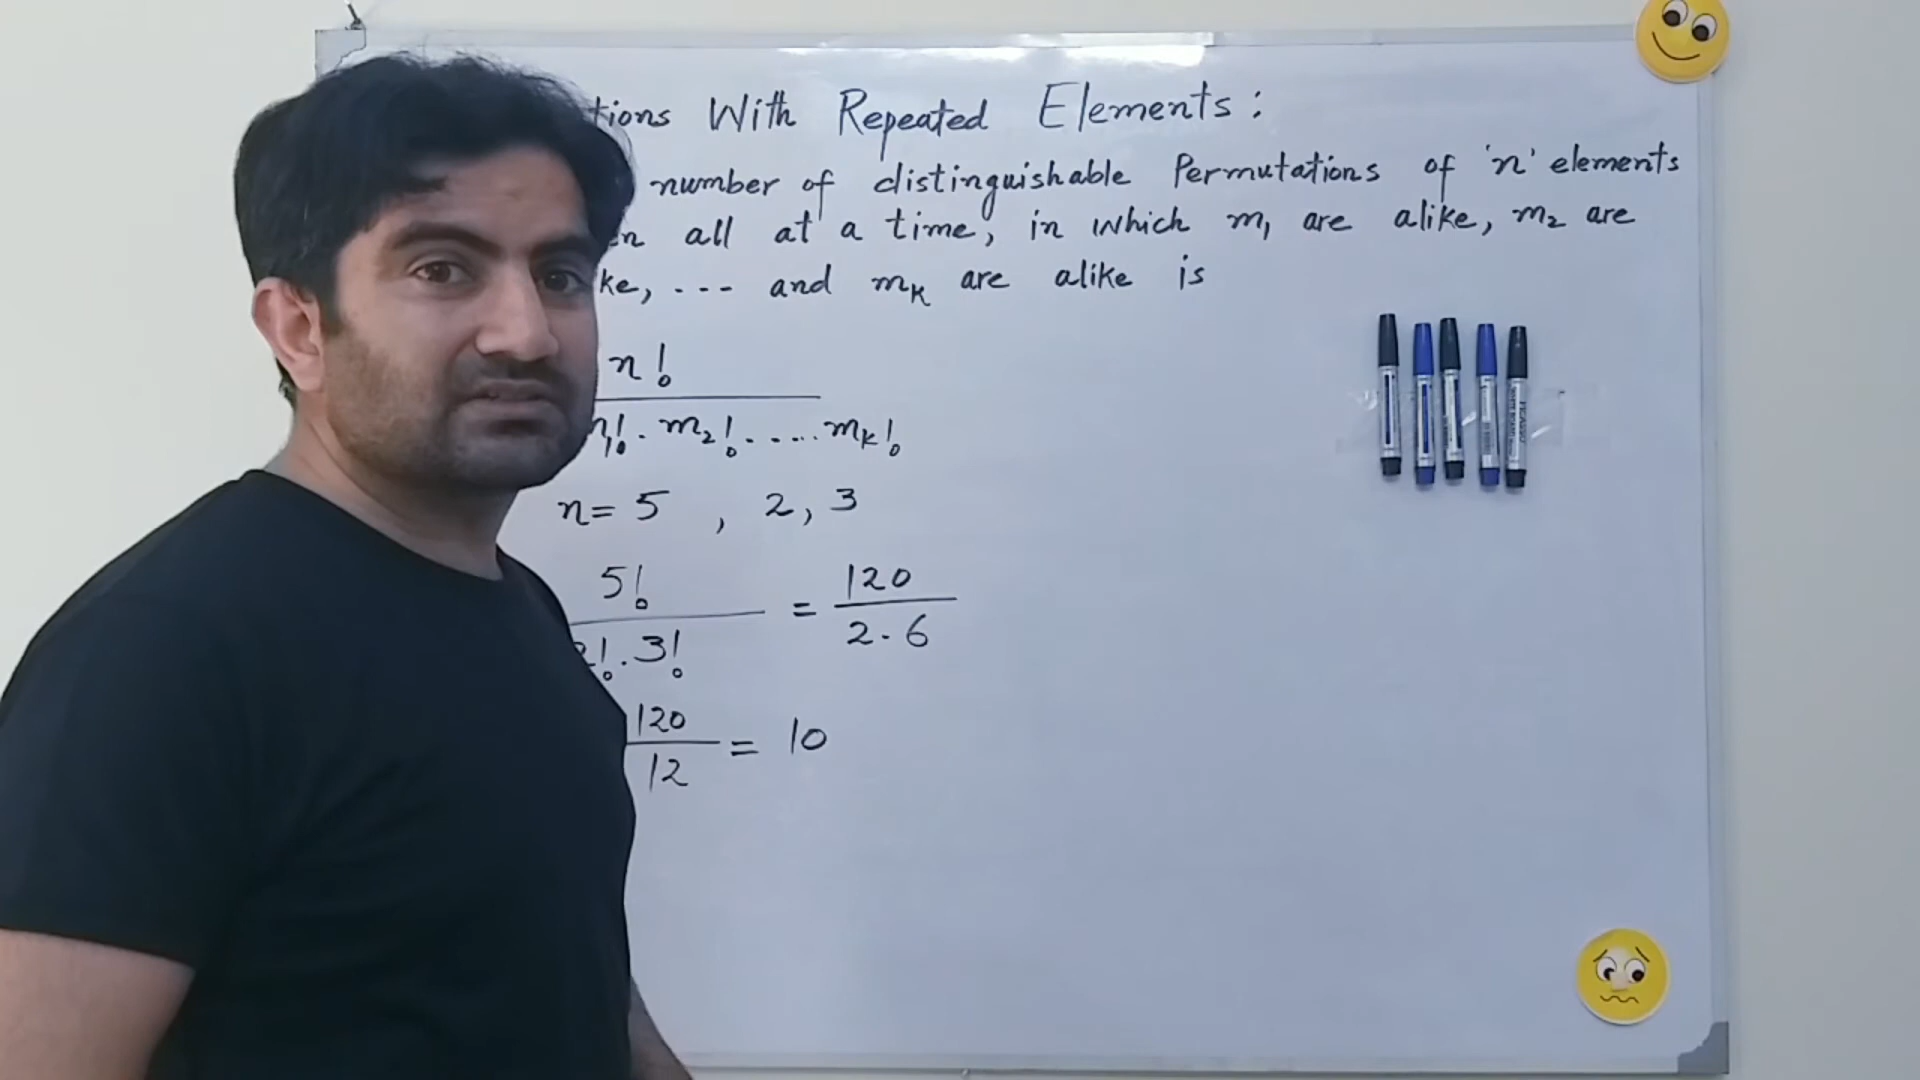 tions With Repeated Elements:
number of distinguishable Permutations of 'n' elements
n all at a time, in which m₁ are alike, m₂ are
ke, --- and mₖ are alike is
n!
m₁!. m₂!. .... mₖ!
n = 5 , 2, 3
5! = 120
2!.3! 2.6
120 = 10
12